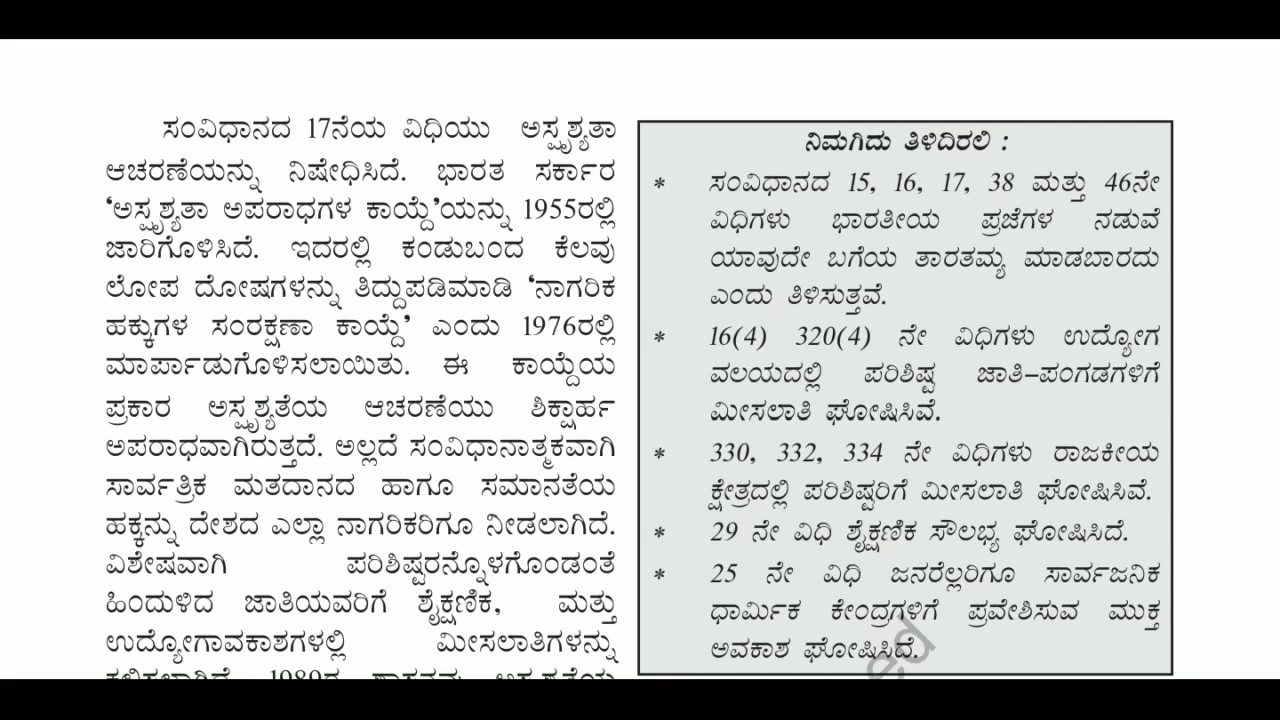 ಸಂವಿಧಾನದ 17ನೆಯ ವಿಧಿಯು ಅಸ್ಪೃಶ್ಯತಾ
ಆಚರಣೆಯನ್ನು ನಿಷೇಧಿಸಿದೆ. ಭಾರತ ಸರ್ಕಾರ
‘ಅಸ್ಪೃಶ್ಯತಾ ಅಪರಾಧಗಳ ಕಾಯ್ದೆ’ಯನ್ನು 1955ರಲ್ಲಿ
ಜಾರಿಗೊಳಿಸಿದೆ. ಇದರಲ್ಲಿ ಕಂಡುಬಂದ ಕೆಲವು
ಲೋಪ ದೋಷಗಳನ್ನು ತಿದ್ದುಪಡಿಮಾಡಿ ‘ನಾಗರಿಕ
ಹಕ್ಕುಗಳ ಸಂರಕ್ಷಣಾ ಕಾಯ್ದೆ’ ಎಂದು 1976ರಲ್ಲಿ
ಮಾರ್ಪಾಡುಗೊಳಿಸಲಾಯಿತು. ಈ ಕಾಯ್ದೆಯ
ಪ್ರಕಾರ ಅಸ್ಪೃಶ್ಯತೆಯ ಆಚರಣೆಯು ಶಿಕ್ಷಾರ್ಹ
ಅಪರಾಧವಾಗಿರುತ್ತದೆ. ಅಲ್ಲದೆ ಸಂವಿಧಾನಾತ್ಮಕವಾಗಿ
ಸಾರ್ವತ್ರಿಕ ಮತದಾನದ ಹಾಗೂ ಸಮಾನತೆಯ
ಹಕ್ಕನ್ನು ದೇಶದ ಎಲ್ಲಾ ನಾಗರಿಕರಿಗೂ ನೀಡಲಾಗಿದೆ.
ವಿಶೇಷವಾಗಿ ಪರಿಶಿಷ್ಟರನ್ನೊಳಗೊಂಡಂತೆ
ಹಿಂದುಳಿದ ಜಾತಿಯವರಿಗೆ ಶೈಕ್ಷಣಿಕ, ಮತ್ತು
ಉದ್ಯೋಗಾವಕಾಶಗಳಲ್ಲಿ ಮೀಸಲಾತಿಗಳನ್ನು
ನಿಮಗಿದು ತಿಳಿದಿರಲಿ :
* ಸಂವಿಧಾನದ 15, 16, 17, 38 ಮತ್ತು 46ನೇ
ವಿಧಿಗಳು ಭಾರತೀಯ ಪ್ರಜೆಗಳ ನಡುವೆ
ಯಾವುದೇ ಬಗೆಯ ತಾರತಮ್ಯ ಮಾಡಬಾರದು
ಎಂದು ತಿಳಿಸುತ್ತವೆ.
* 16(4) 320(4) ನೇ ವಿಧಿಗಳು ಉದ್ಯೋಗ
ವಲಯದಲ್ಲಿ ಪರಿಶಿಷ್ಟ ಜಾತಿ–ಪಂಗಡಗಳಿಗೆ
ಮೀಸಲಾತಿ ಘೋಷಿಸಿವೆ.
* 330, 332, 334 ನೇ ವಿಧಿಗಳು ರಾಜಕೀಯ
ಕ್ಷೇತ್ರದಲ್ಲಿ ಪರಿಶಿಷ್ಟರಿಗೆ ಮೀಸಲಾತಿ ಘೋಷಿಸಿವೆ.
* 29 ನೇ ವಿಧಿ ಶೈಕ್ಷಣಿಕ ಸೌಲಭ್ಯ ಘೋಷಿಸಿದೆ.
* 25 ನೇ ವಿಧಿ ಜನರೆಲ್ಲರಿಗೂ ಸಾರ್ವಜನಿಕ
ಧಾರ್ಮಿಕ ಕೇಂದ್ರಗಳಿಗೆ ಪ್ರವೇಶಿಸುವ ಮುಕ್ತ
ಅವಕಾಶ ಘೋಷಿಸಿದೆ.